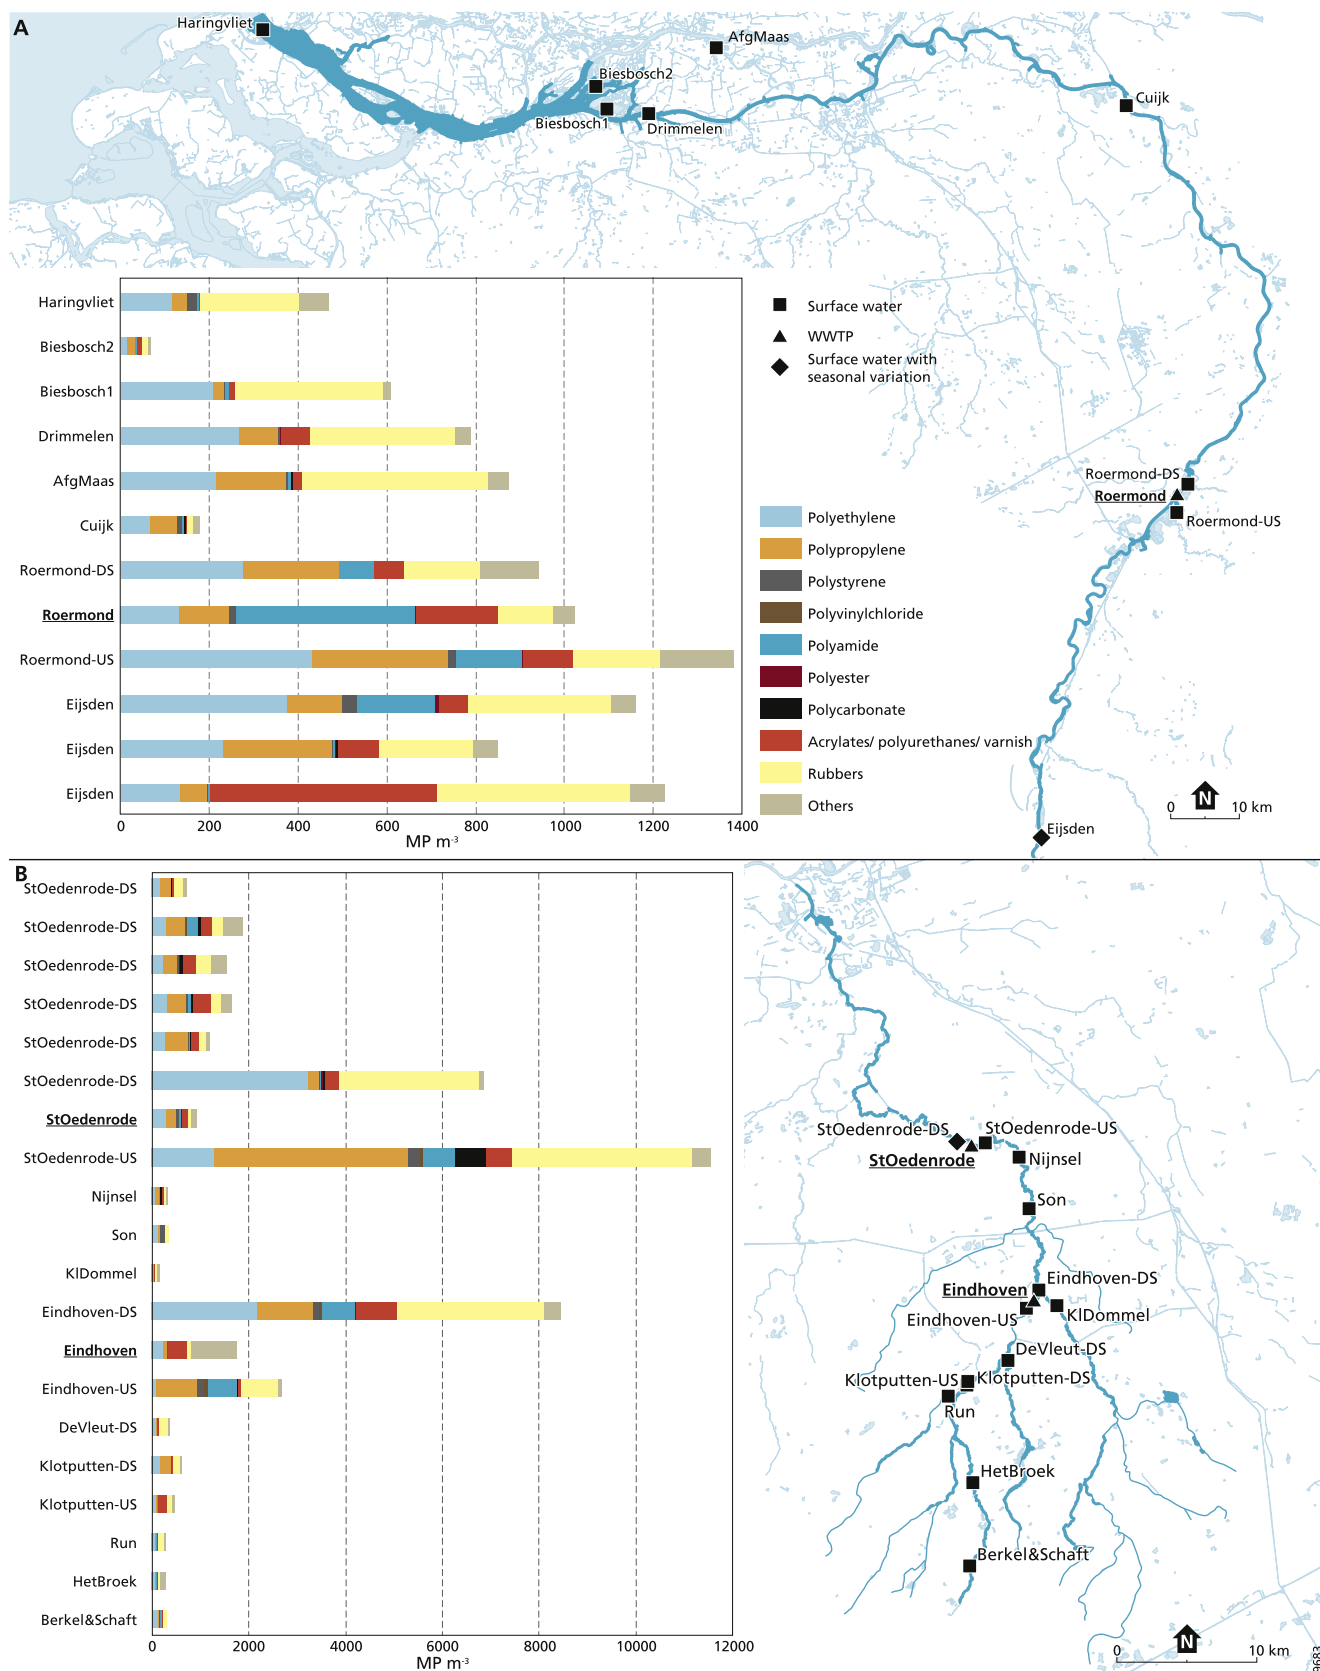 A
Haringvliet
AfgMaas
Biesbosch2
Biesbosch1
Drimmelen
Cuijk
Haringvliet
Biesbosch2
Biesbosch1
Drimmelen
AfgMaas
Cuijk
Roermond-DS
Roermond
Roermond-US
Eijsden
Eijsden
Eijsden
0 200 400 600 800 1000 1200 1400
MP m-3
Surface water
WWTP
Surface water with
seasonal variation
Polyethylene
Polypropylene
Polystyrene
Polyvinylchloride
Polyamide
Polyester
Polycarbonate
Acrylates/ polyurethanes/ varnish
Rubbers
Others
Roermond-DS
Roermond
Roermond-US
Eijsden
N
0 10 km
B
StOedenrode-DS
StOedenrode-DS
StOedenrode-DS
StOedenrode-DS
StOedenrode-DS
StOedenrode-DS
StOedenrode
StOedenrode-US
Nijnsel
Son
KlDommel
Eindhoven-DS
Eindhoven
Eindhoven-US
DeVleut-DS
Klotputten-DS
Klotputten-US
Run
HetBroek
Berkel&Schaft
0 2000 4000 6000 8000 10000 12000
MP m-3
StOedenrode-DS
StOedenrode-US
StOedenrode
Nijnsel
Son
Eindhoven-DS
Eindhoven
Eindhoven-US
KlDommel
DeVleut-DS
Klotputten-US
Klotputten-DS
Run
HetBroek
Berkel&Schaft
N
0 10 km